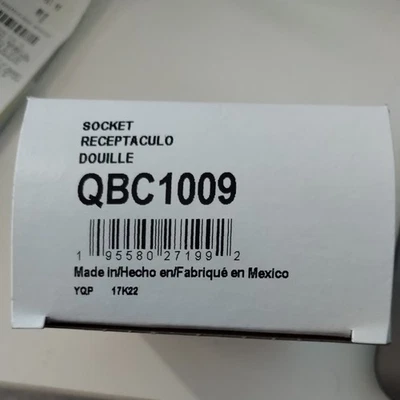 SOCKET
RECEPTACULO
DOUILLE
QBC1009
1 95580 27199 2
Made in/Hecho en/Fabriqué en Mexico
YQP 17K22